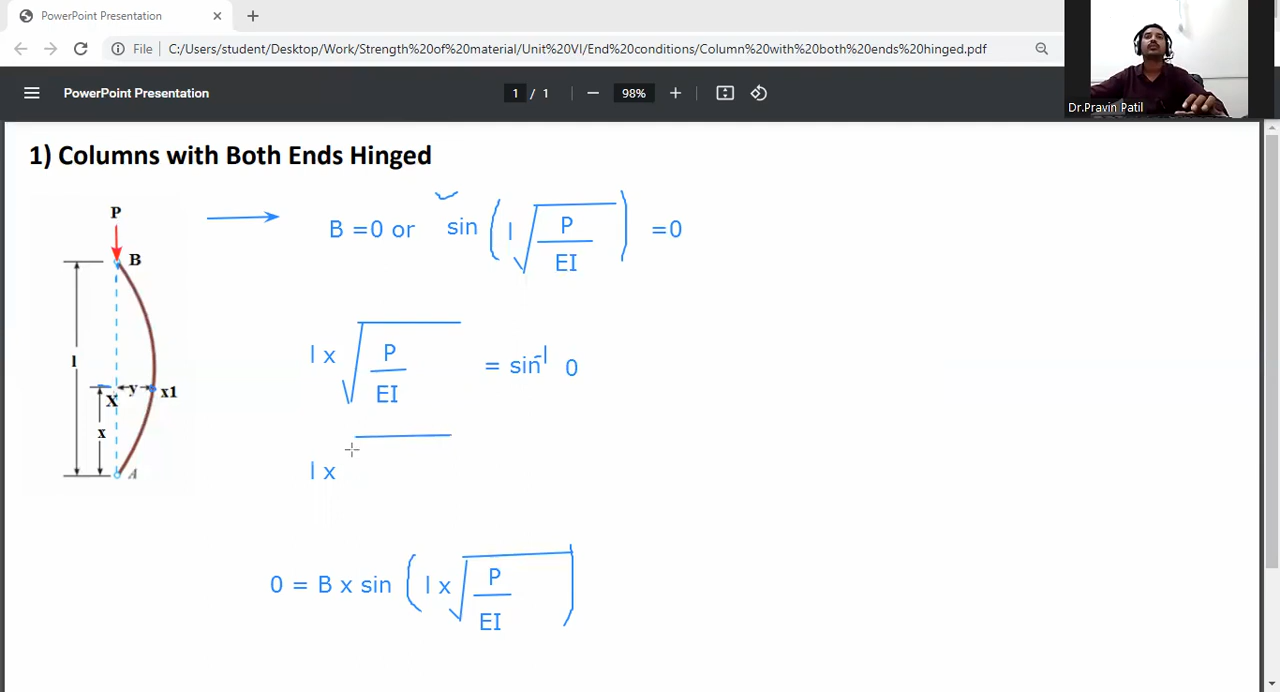 PowerPoint Presentation
File C:/Users/student/Desktop/Work/Strength%20of%20material/Unit%20VI/End%20conditions/Column%20with%20both%20ends%20hinged.pdf
PowerPoint Presentation 1 / 1 98%
Dr.Pravin Patil
1) Columns with Both Ends Hinged
P
B
l
y
X
x1
x
A
B =0 or sin ( l √ P / EI ) =0
l x √ P / EI = sin⁻¹ 0
l x
0 = B x sin ( l x √ P / EI )